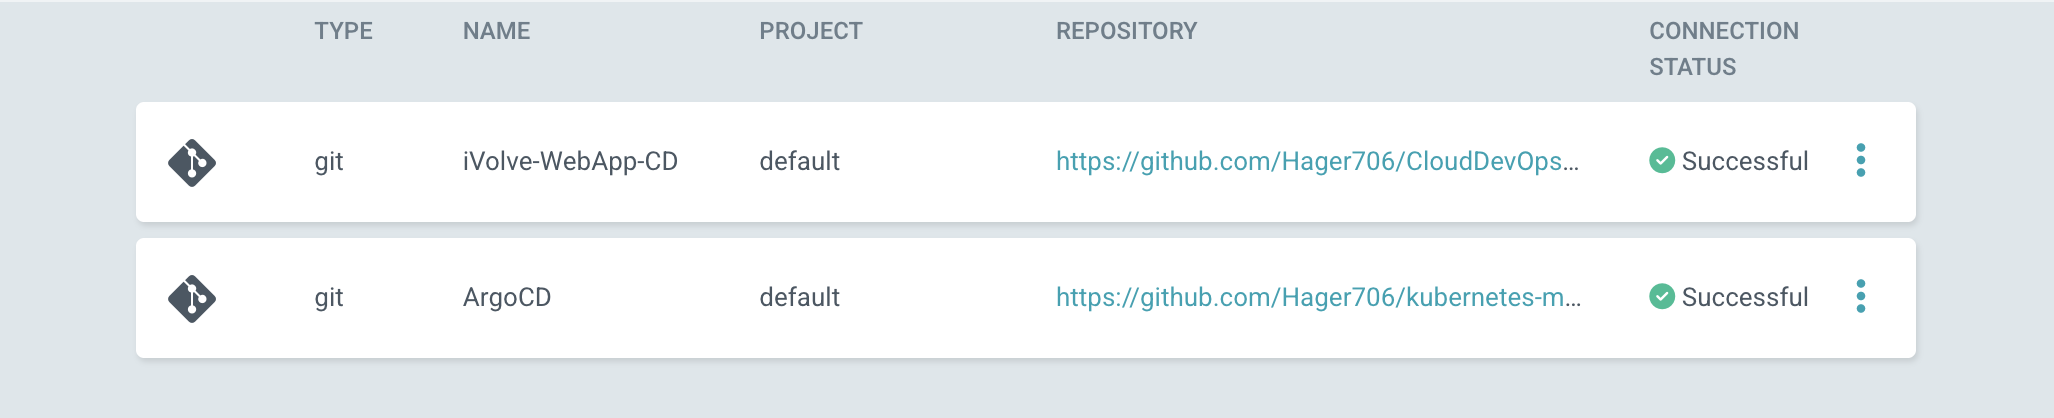 TYPE NAME PROJECT REPOSITORY CONNECTION STATUS
git iVolve-WebApp-CD default https://github.com/Hager706/CloudDevOps... Successful
git ArgoCD default https://github.com/Hager706/kubernetes-m... Successful